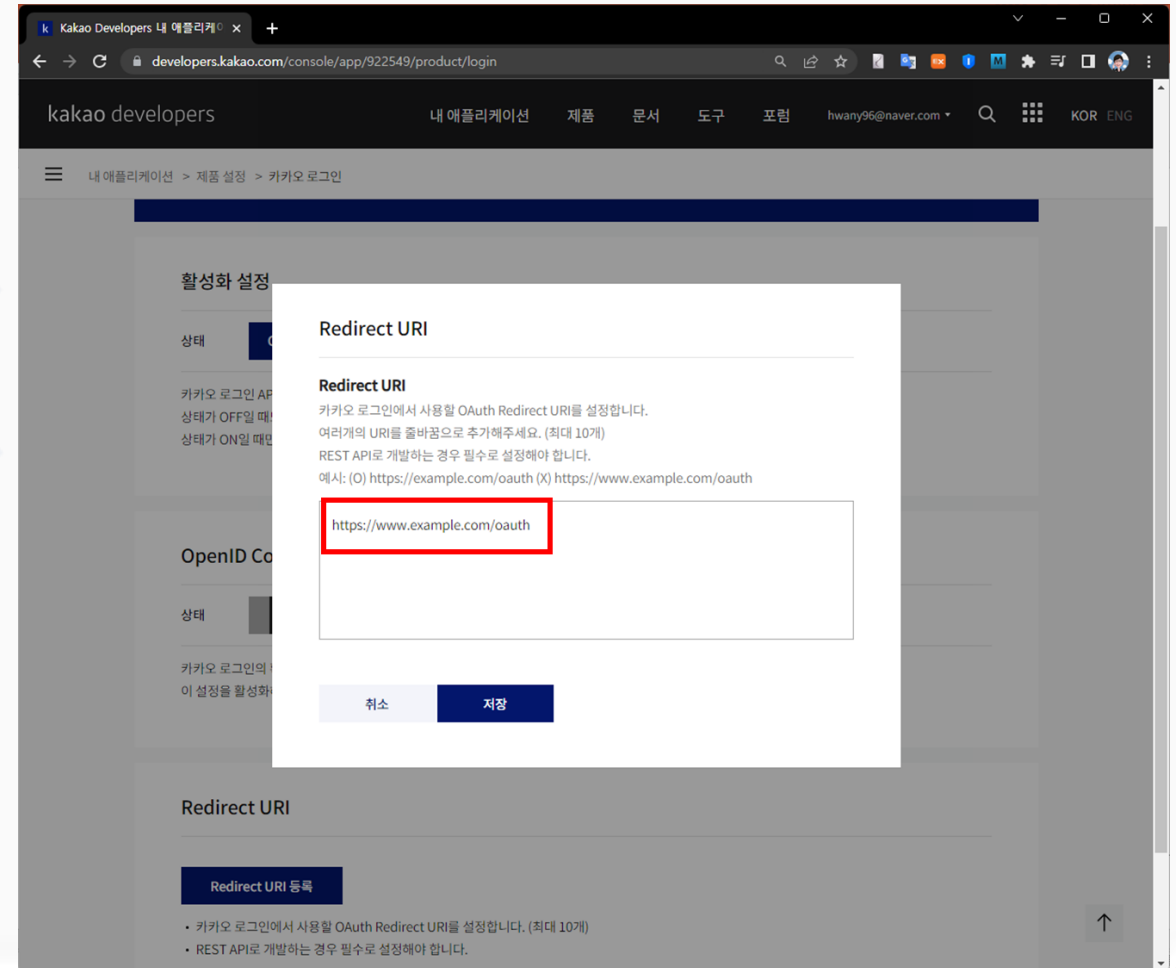 k Kakao Developers 내 애플리케이
developers.kakao.com/console/app/922549/product/login
kakao developers 내 애플리케이션 제품 문서 도구 포럼 hwany96@naver.com KOR ENG
내 애플리케이션 > 제품 설정 > 카카오 로그인
활성화 설정
상태
카카오 로그인 AP
상태가 OFF일 때
상태가 ON일 때만
Redirect URI
Redirect URI
카카오 로그인에서 사용할 OAuth Redirect URI를 설정합니다.
여러개의 URI를 줄바꿈으로 추가해주세요. (최대 10개)
REST API로 개발하는 경우 필수로 설정해야 합니다.
예시: (O) https://example.com/oauth (X) https://www.example.com/oauth
https://www.example.com/oauth
취소 저장
OpenID Co
상태
카카오 로그인의
이 설정을 활성화
Redirect URI
Redirect URI 등록
• 카카오 로그인에서 사용할 OAuth Redirect URI를 설정합니다. (최대 10개)
• REST API로 개발하는 경우 필수로 설정해야 합니다.